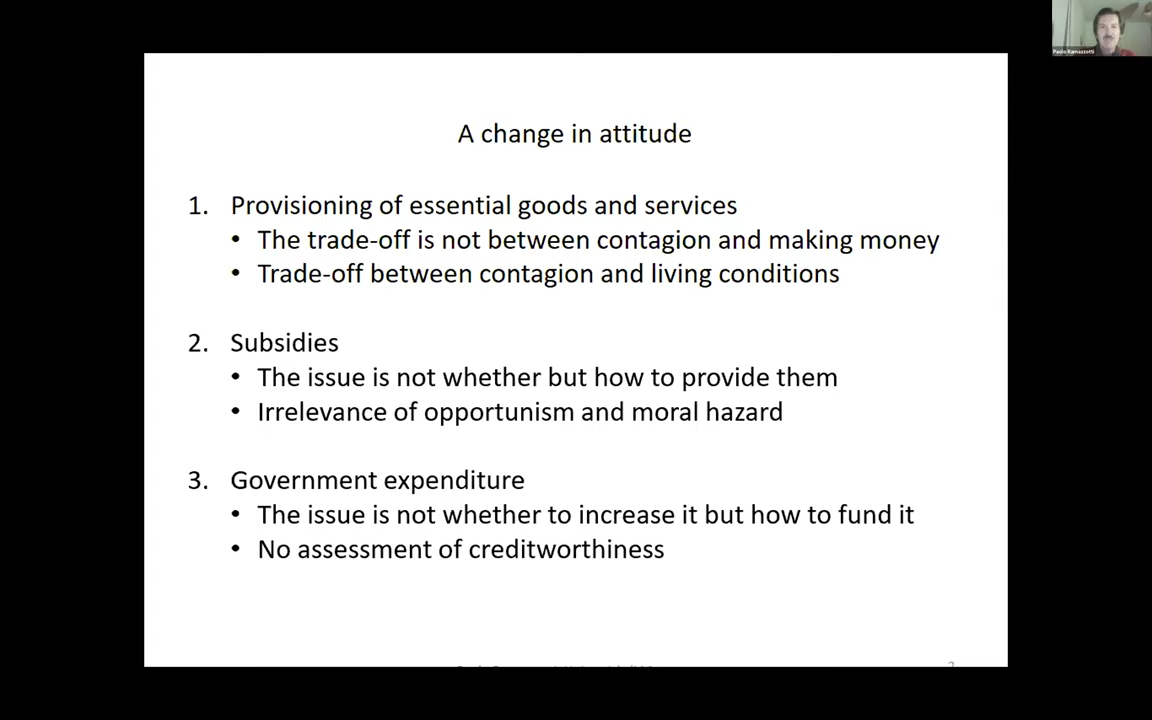 Paolo Ramazzotti
A change in attitude
1. Provisioning of essential goods and services
• The trade-off is not between contagion and making money
• Trade-off between contagion and living conditions
2. Subsidies
• The issue is not whether but how to provide them
• Irrelevance of opportunism and moral hazard
3. Government expenditure
• The issue is not whether to increase it but how to fund it
• No assessment of creditworthiness